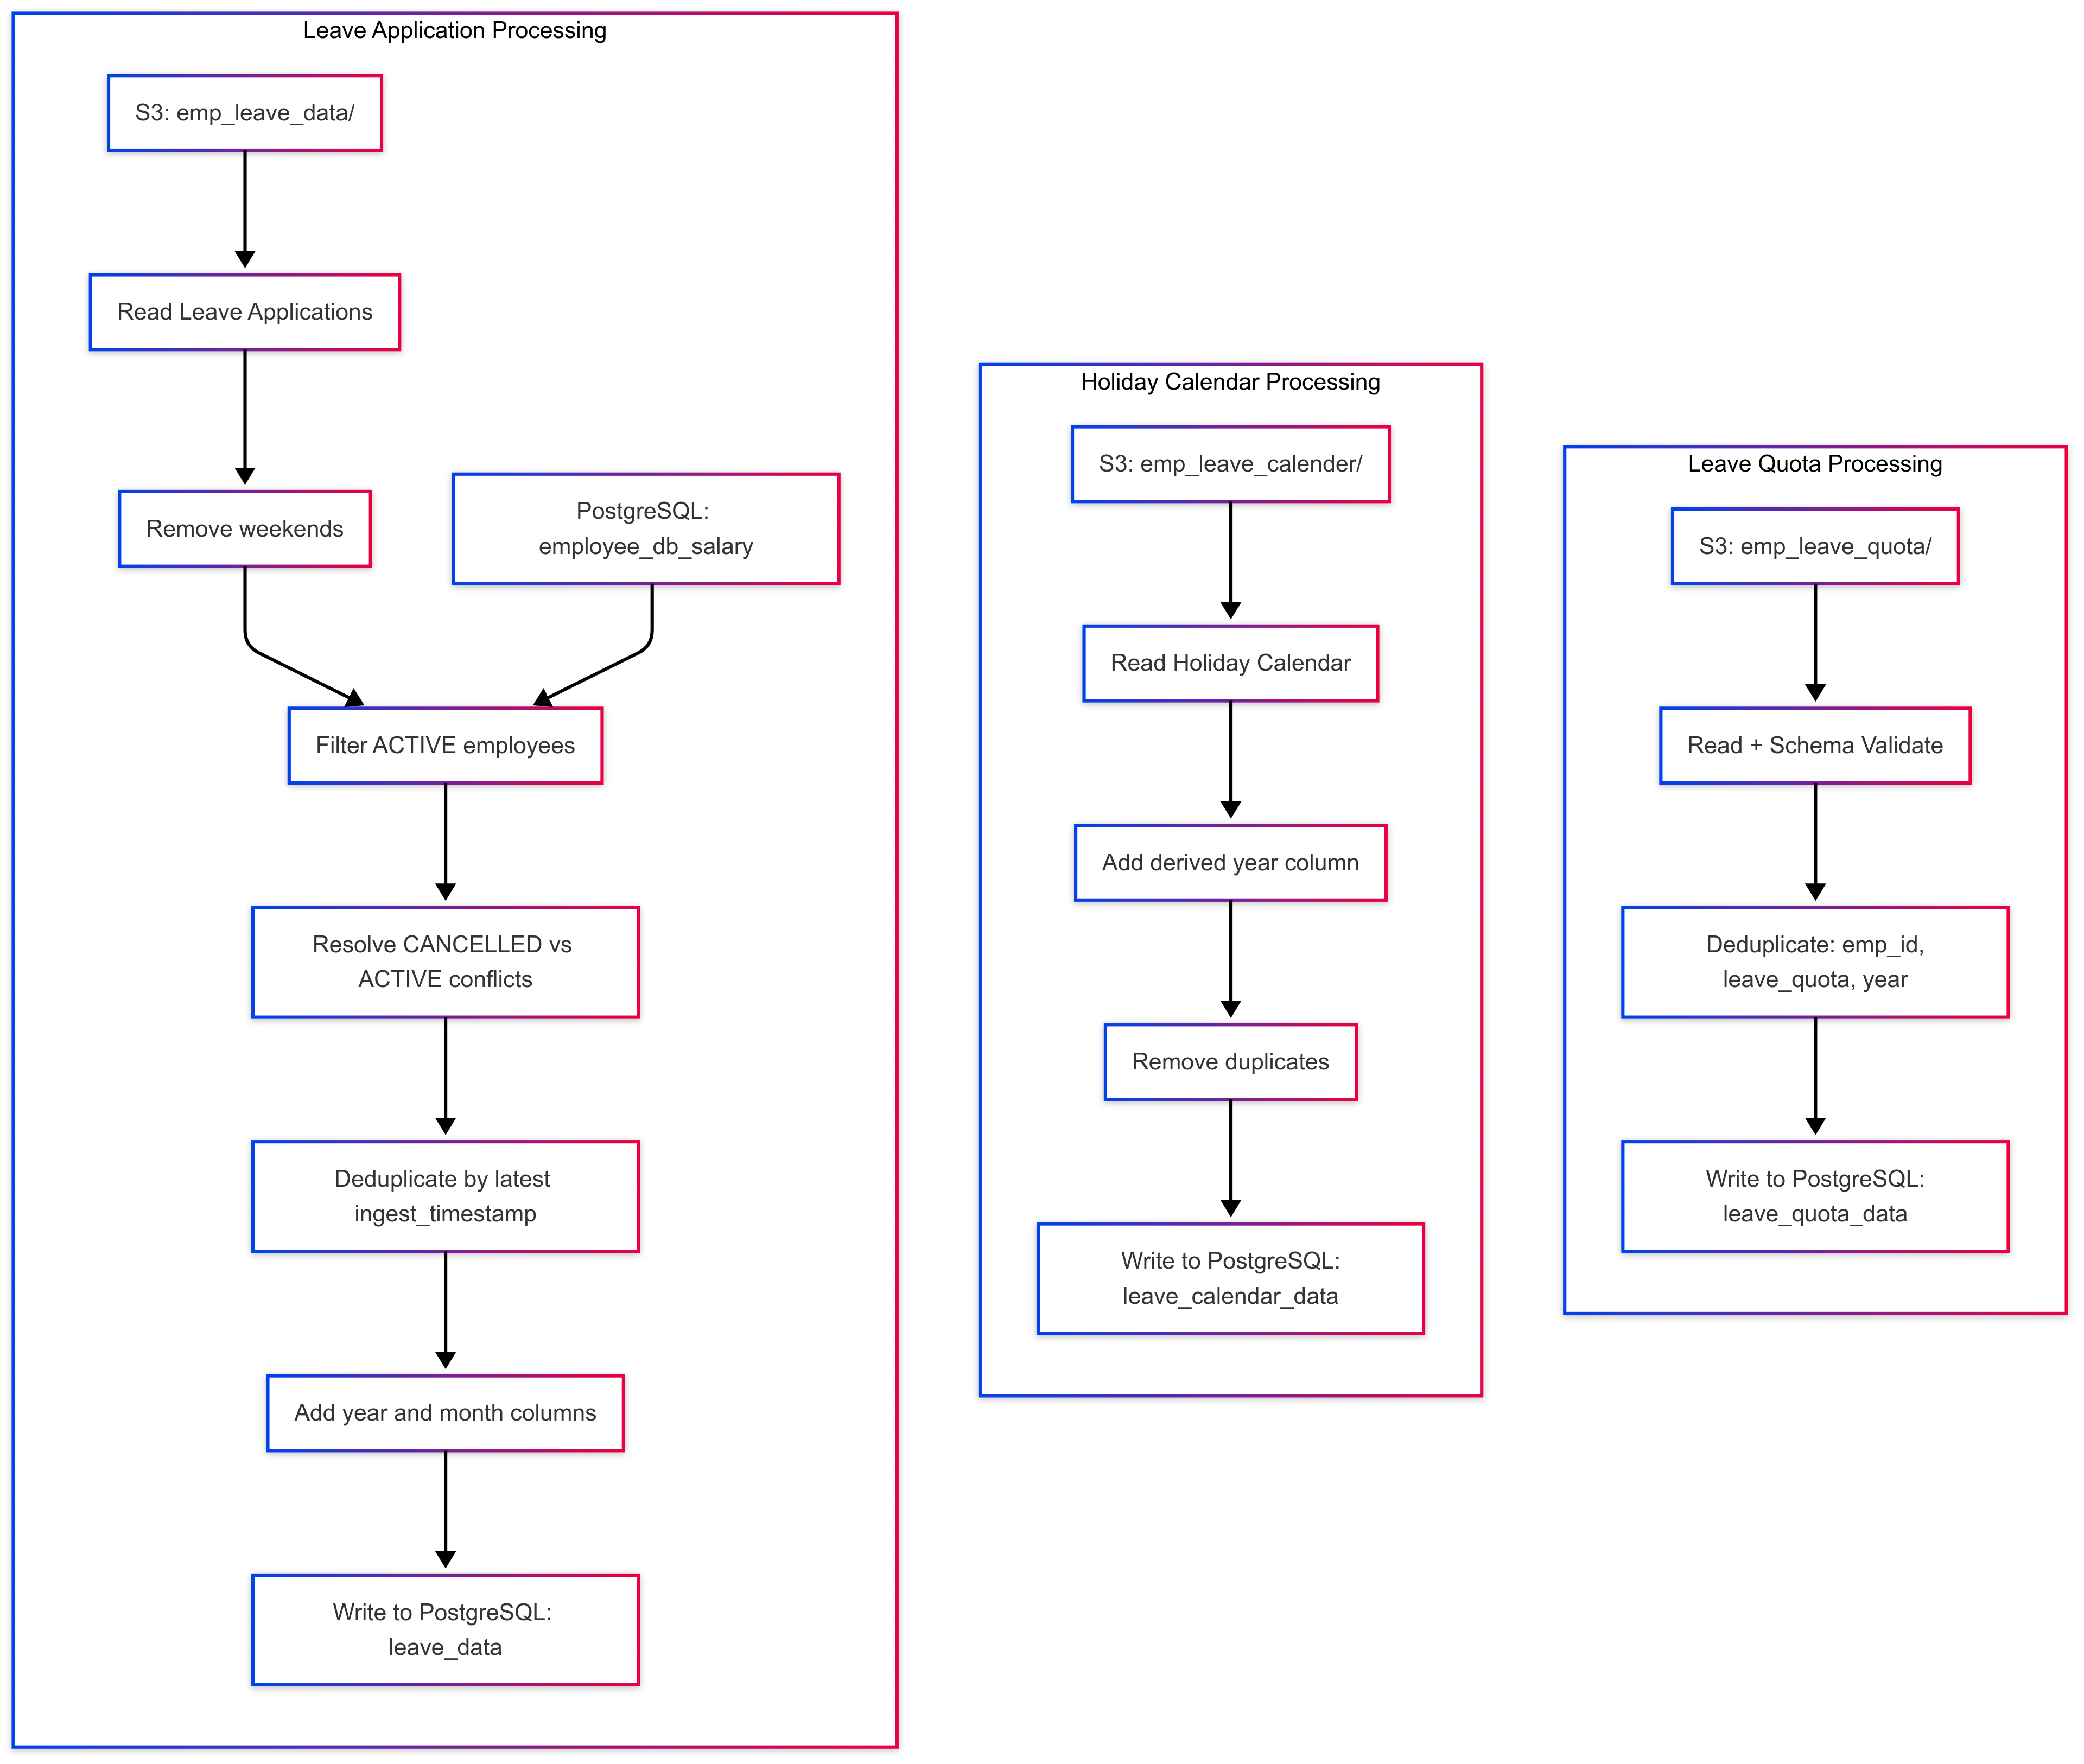 Leave Application Processing
S3: emp_leave_data/
Read Leave Applications
Remove weekends
PostgreSQL:
employee_db_salary
Filter ACTIVE employees
Resolve CANCELLED vs
ACTIVE conflicts
Deduplicate by latest
ingest_timestamp
Add year and month columns
Write to PostgreSQL:
leave_data
Holiday Calendar Processing
S3: emp_leave_calender/
Read Holiday Calendar
Add derived year column
Remove duplicates
Write to PostgreSQL:
leave_calendar_data
Leave Quota Processing
S3: emp_leave_quota/
Read + Schema Validate
Deduplicate: emp_id,
leave_quota, year
Write to PostgreSQL:
leave_quota_data